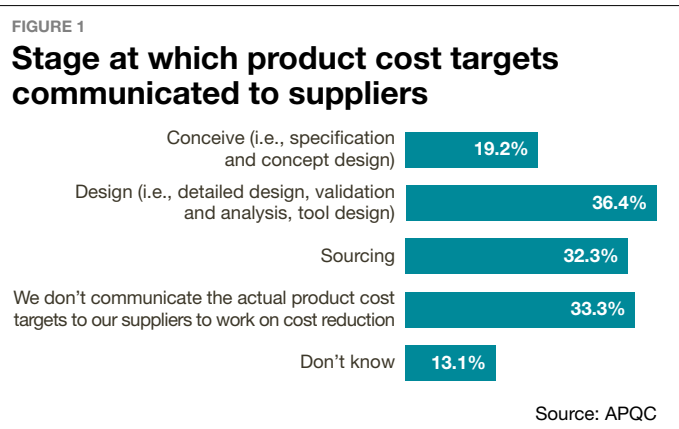 FIGURE 1
Stage at which product cost targets
communicated to suppliers
Conceive (i.e., specification
and concept design)
19.2%
Design (i.e., detailed design, validation
and analysis, tool design)
36.4%
Sourcing
32.3%
We don’t communicate the actual product cost
targets to our suppliers to work on cost reduction
33.3%
Don’t know
13.1%
Source: APQC